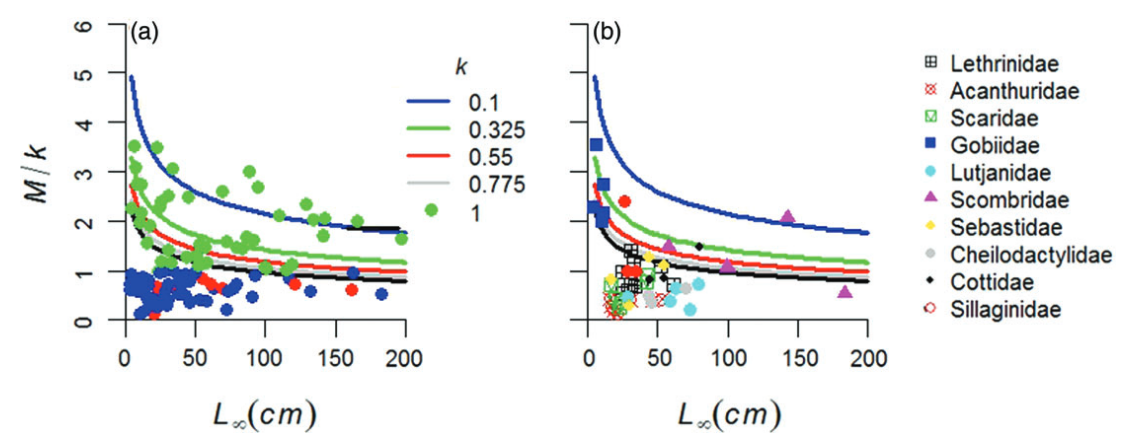 (a)
(b)
6
5
4
3
2
1
0
M/k
k
0.1
0.325
0.55
0.775
1
0 50 100 150 200
0 50 100 150 200
L∞(cm)
L∞(cm)
Lethrinidae
Acanthuridae
Scaridae
Gobiidae
Lutjanidae
Scombridae
Sebastidae
Cheilodactylidae
Cottidae
Sillaginidae